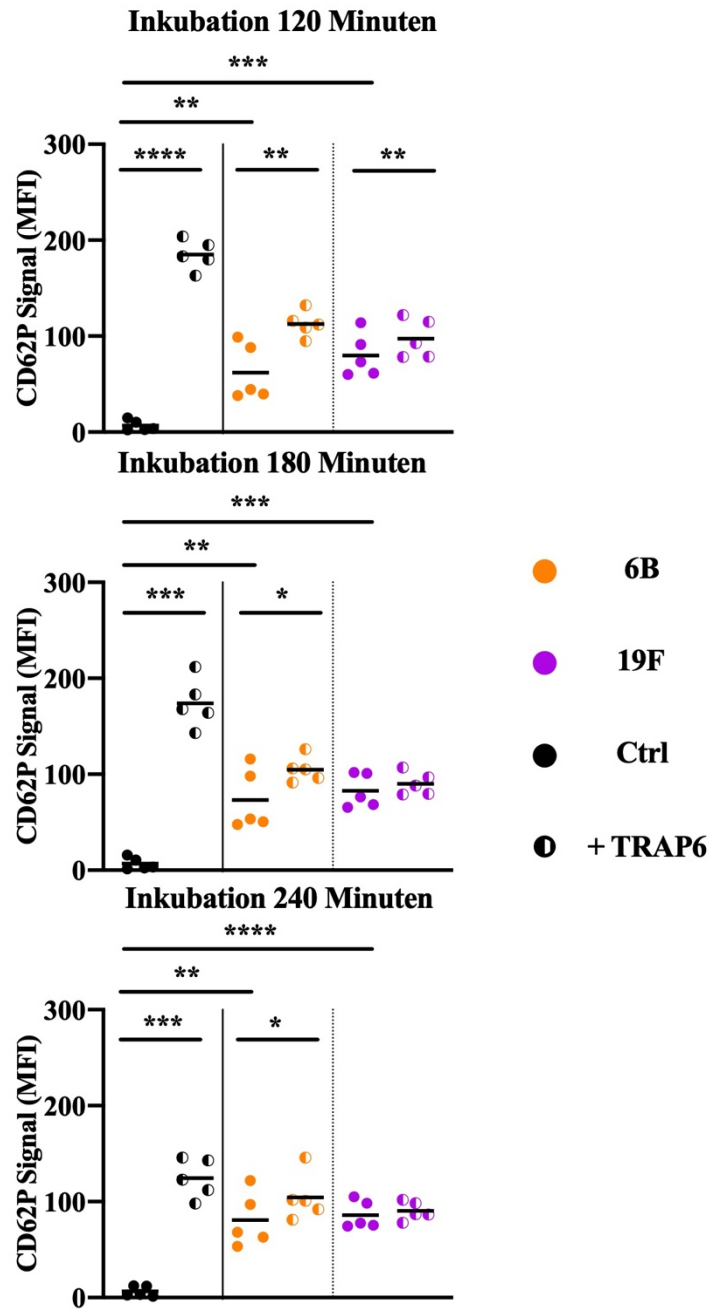 Inkubation 120 Minuten
***
**
****
**
**
300
200
100
0
CD62P Signal (MFI)
Inkubation 180 Minuten
***
**
***
*
300
200
100
0
CD62P Signal (MFI)
Inkubation 240 Minuten
****
**
***
*
300
200
100
0
CD62P Signal (MFI)
6B
19F
Ctrl
+ TRAP6